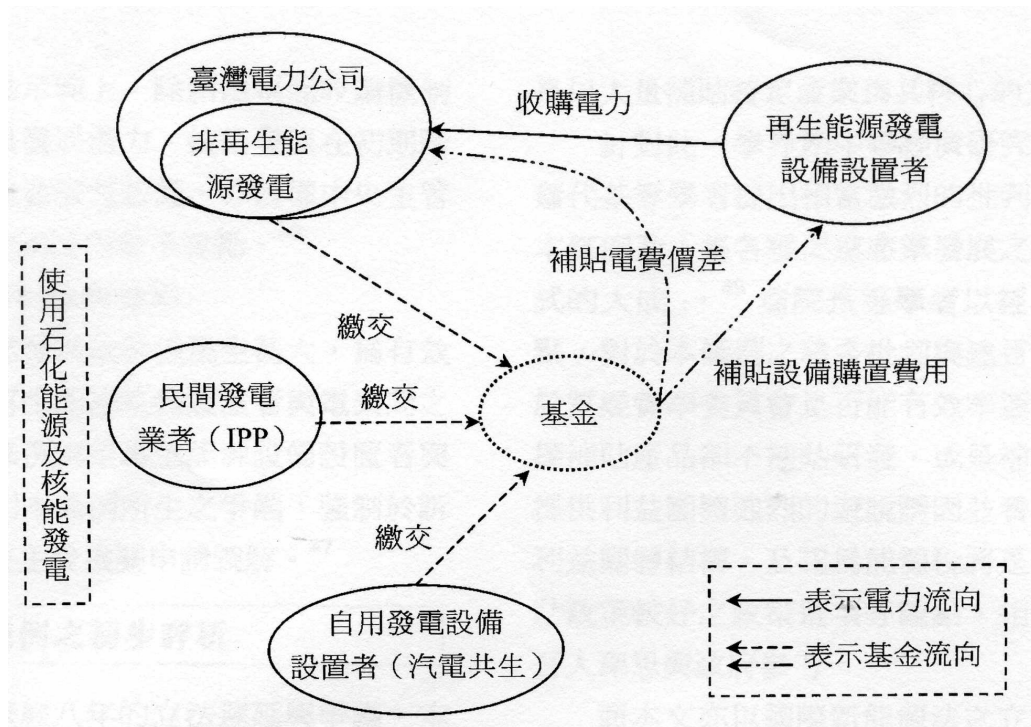 臺灣電力公司
非再生能
源發電
收購電力
再生能源發電
設備設置者
補貼電費價差
使用石化能源及核能發電
繳交
民間發電
業者（IPP）
繳交
基金
補貼設備購置費用
繳交
自用發電設備
設置者（汽電共生）
表示電力流向
表示基金流向